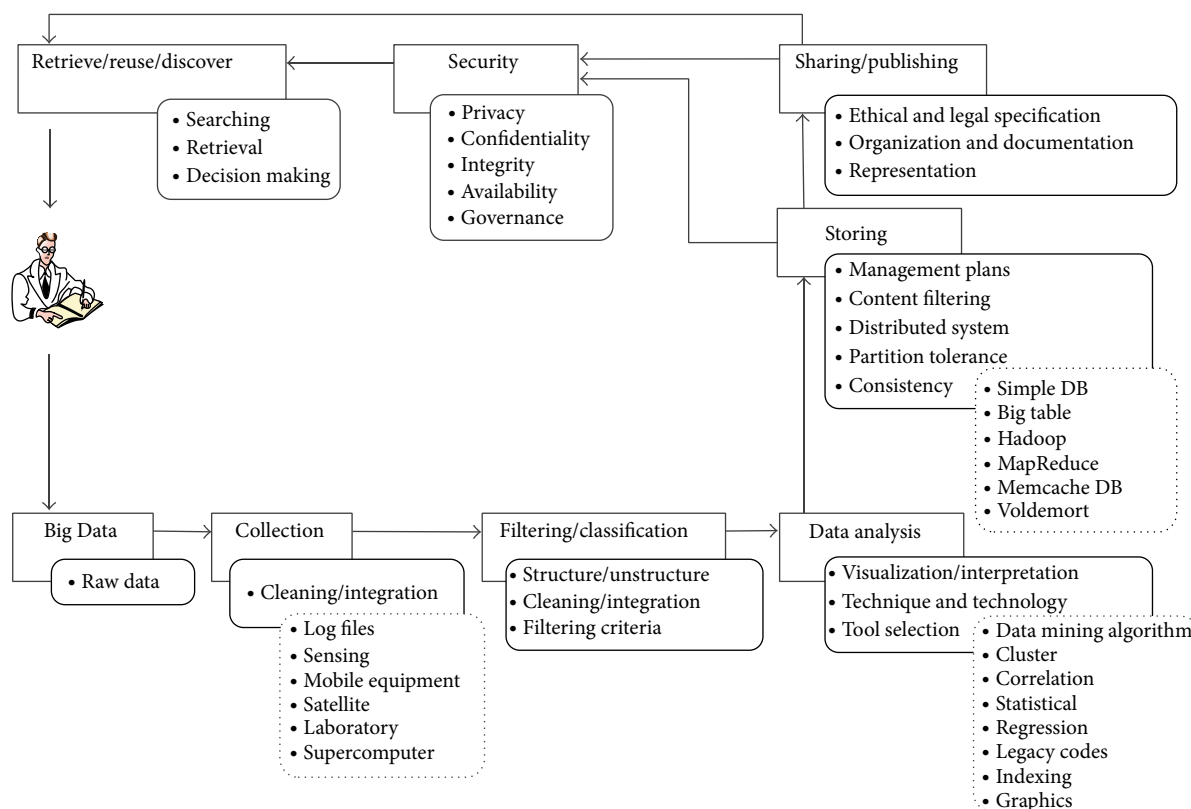 Retrieve/reuse/discover
• Searching
• Retrieval
• Decision making
Security
• Privacy
• Confidentiality
• Integrity
• Availability
• Governance
Sharing/publishing
• Ethical and legal specification
• Organization and documentation
• Representation
Storing
• Management plans
• Content filtering
• Distributed system
• Partition tolerance
• Consistency
• Simple DB
• Big table
• Hadoop
• MapReduce
• Memcache DB
• Voldemort
Big Data
• Raw data
Collection
• Cleaning/integration
• Log files
• Sensing
• Mobile equipment
• Satellite
• Laboratory
• Supercomputer
Filtering/classification
• Structure/unstructure
• Cleaning/integration
• Filtering criteria
Data analysis
• Visualization/interpretation
• Technique and technology
• Tool selection
• Data mining algorithm
• Cluster
• Correlation
• Statistical
• Regression
• Legacy codes
• Indexing
• Graphics